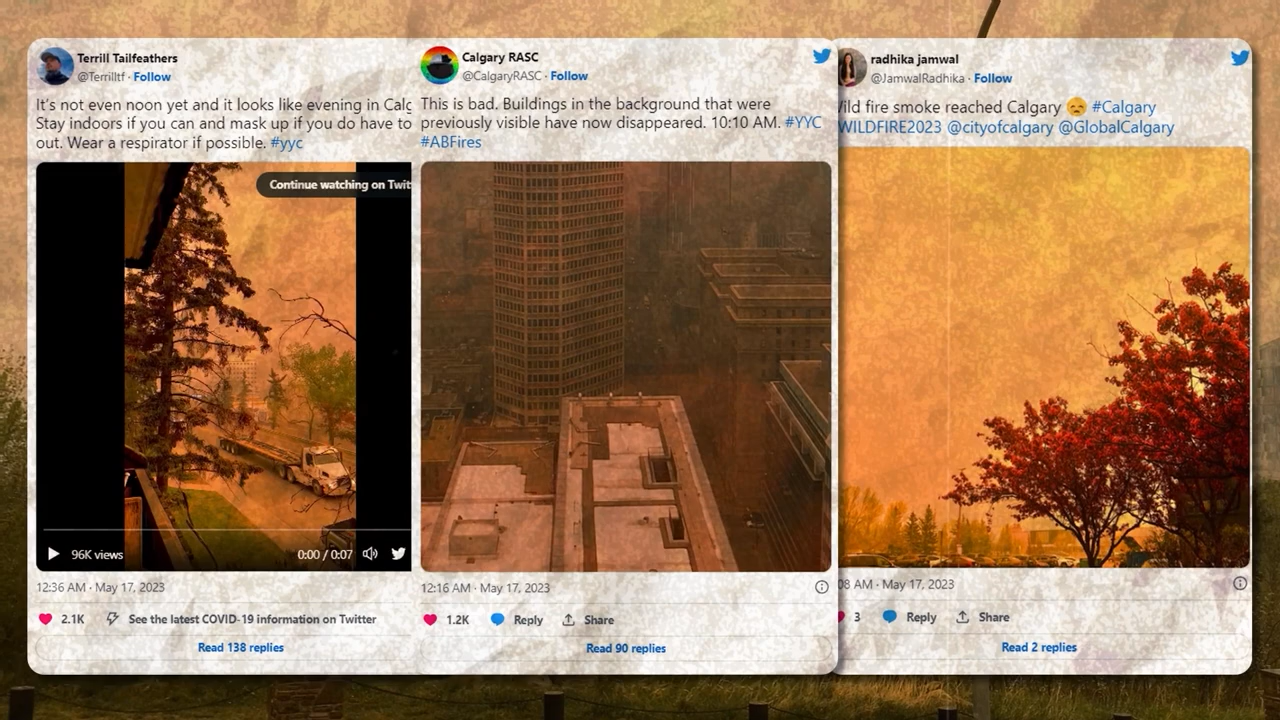 Terrill Tailfeathers
@Terrilltf · Follow
It's not even noon yet and it looks like evening in Calg
Stay indoors if you can and mask up if you do have to
out. Wear a respirator if possible. #yyc
Continue watching on Twit
96K views
0:00 / 0:07
12:36 AM · May 17, 2023
2.1K
See the latest COVID-19 information on Twitter
Read 138 replies
Calgary RASC
@CalgaryRASC · Follow
This is bad. Buildings in the background that were
previously visible have now disappeared. 10:10 AM. #YYC
#ABFires
12:16 AM · May 17, 2023
1.2K Reply Share
Read 90 replies
radhika jamwal
@JamwalRadhika · Follow
ild fire smoke reached Calgary 😞 #Calgary
WILDFIRE2023 @cityofcalgary @GlobalCalgary
08 AM · May 17, 2023
3 Reply Share
Read 2 replies